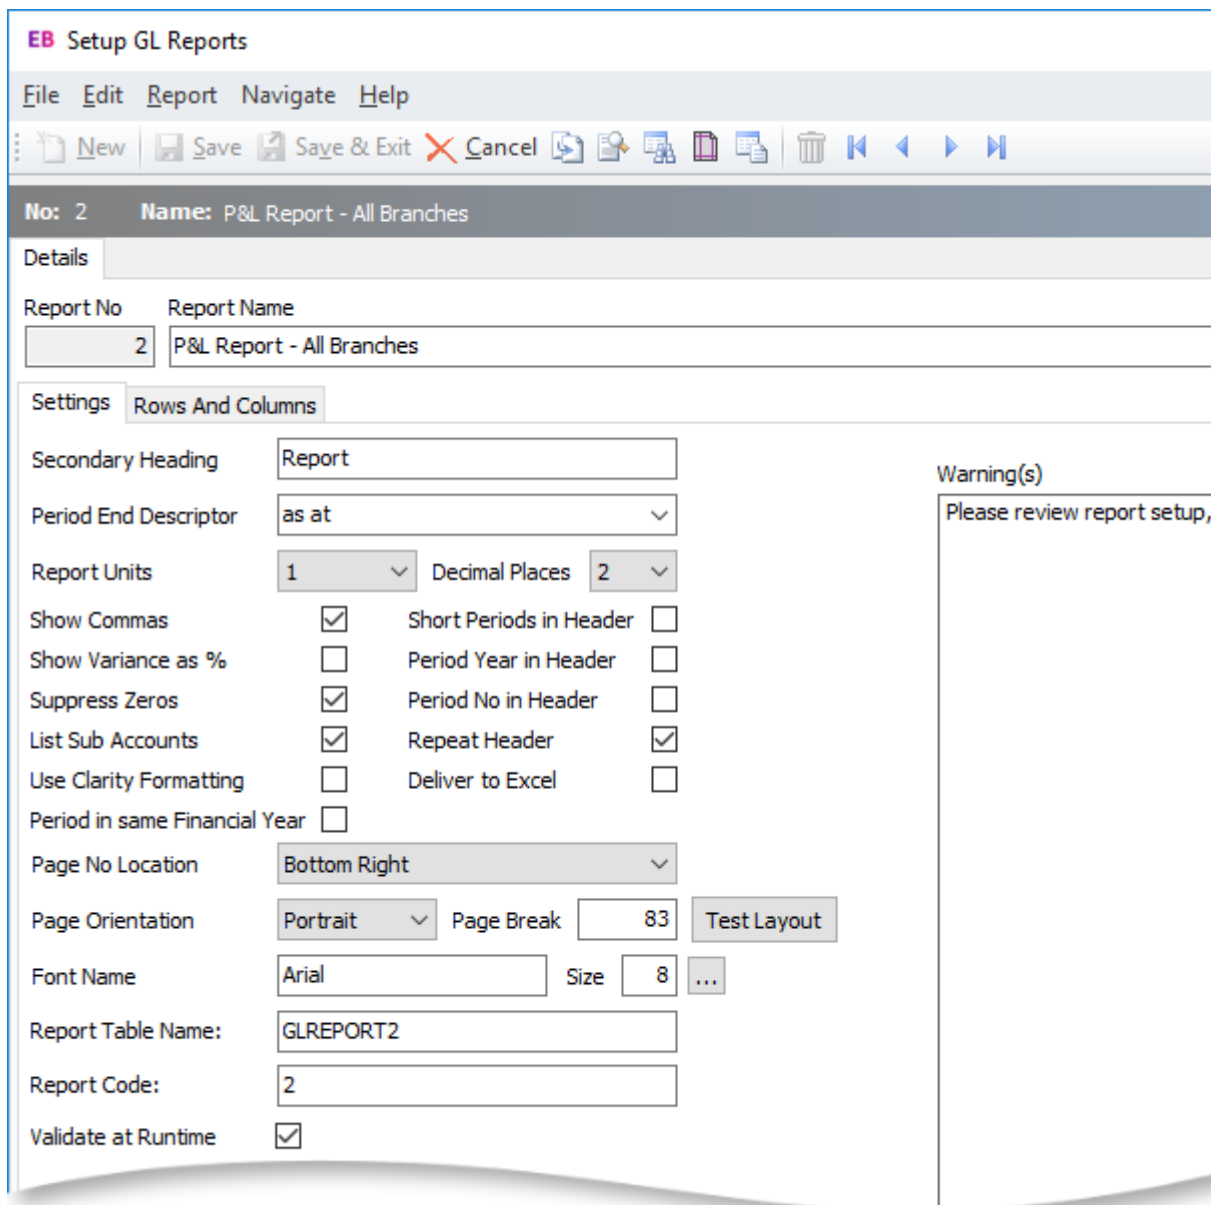 EB Setup GL Reports
File Edit Report Navigate Help
New Save Save & Exit Cancel
No: 2 Name: P&L Report - All Branches
Details
Report No Report Name
2 P&L Report - All Branches
Settings Rows And Columns
Secondary Heading Report
Warning(s)
Period End Descriptor as at
Please review report setup,
Report Units 1 Decimal Places 2
Show Commas Short Periods in Header
Show Variance as % Period Year in Header
Suppress Zeros Period No in Header
List Sub Accounts Repeat Header
Use Clarity Formatting Deliver to Excel
Period in same Financial Year
Page No Location Bottom Right
Page Orientation Portrait Page Break 83 Test Layout
Font Name Arial Size 8 ...
Report Table Name: GLREPORT2
Report Code: 2
Validate at Runtime